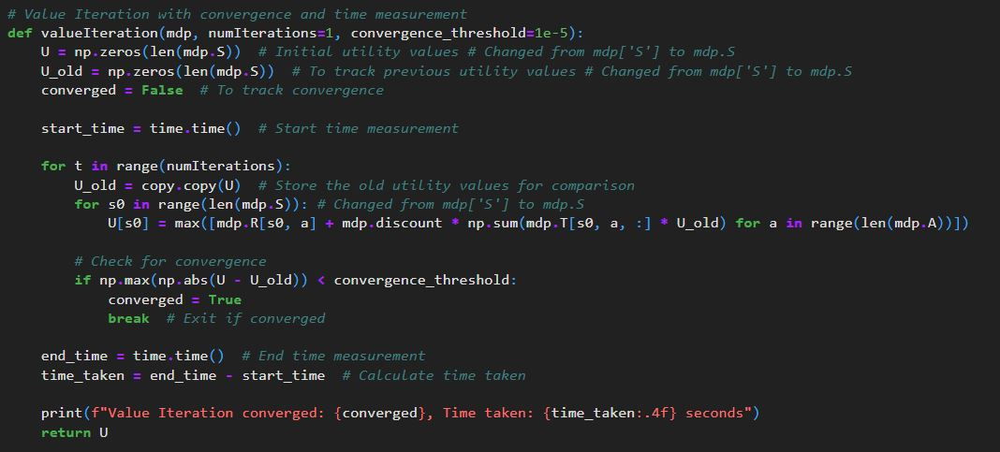 # Value Iteration with convergence and time measurement
def valueIteration(mdp, numIterations=1, convergence_threshold=1e-5):
    U = np.zeros(len(mdp.S))  # Initial utility values # Changed from mdp['S'] to mdp.S
    U_old = np.zeros(len(mdp.S))  # To track previous utility values # Changed from mdp['S'] to mdp.S
    converged = False  # To track convergence
    start_time = time.time()  # Start time measurement
    for t in range(numIterations):
        U_old = copy.copy(U)  # Store the old utility values for comparison
        for s0 in range(len(mdp.S)): # Changed from mdp['S'] to mdp.S
            U[s0] = max([mdp.R[s0, a] + mdp.discount * np.sum(mdp.T[s0, a, :] * U_old) for a in range(len(mdp.A))])
        # Check for convergence
        if np.max(np.abs(U - U_old)) < convergence_threshold:
            converged = True
            break  # Exit if converged
    end_time = time.time()  # End time measurement
    time_taken = end_time - start_time  # Calculate time taken
    print(f"Value Iteration converged: {converged}, Time taken: {time_taken:.4f} seconds")
    return U